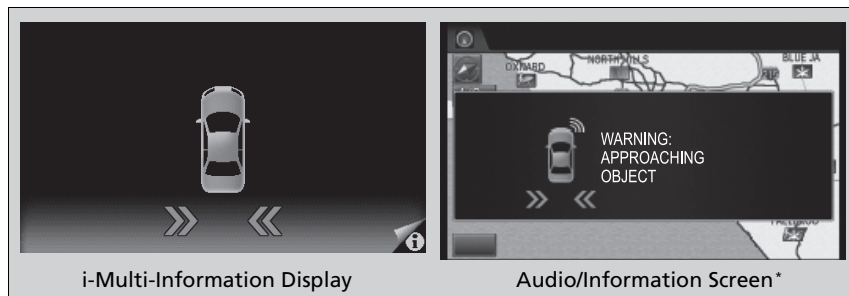 OXNARD
NORTH HILLS
BLUE JA
WARNING:
APPROACHING
OBJECT
i-Multi-Information Display
Audio/Information Screen*